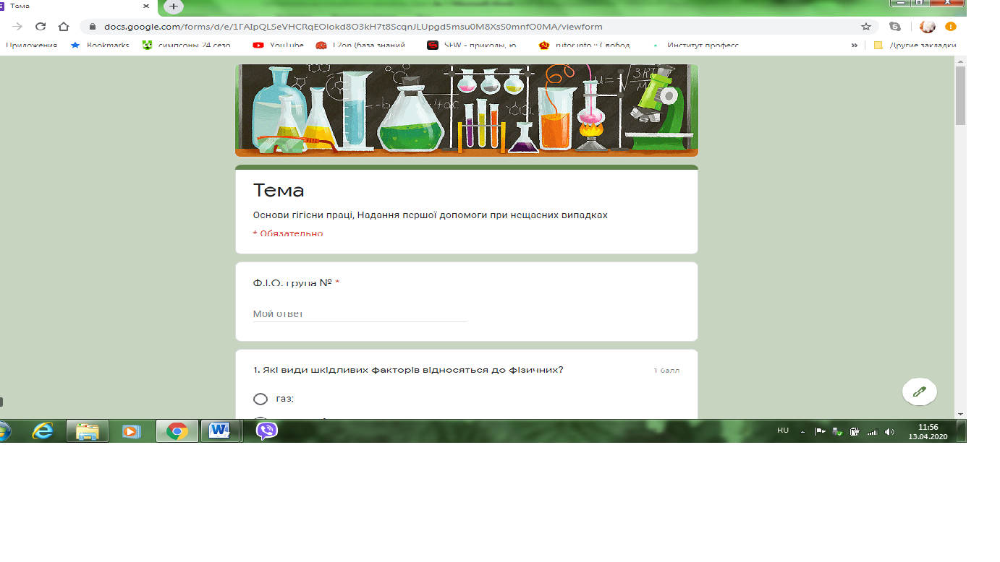 Тема
docs.google.com/forms/d/e/1FAIpQLSeVHCRqEOlokd8O3kH7t8ScqnJLUpgd5msu0M8XsS0mnfO0MA/viewform
Приложения Bookmarks симпсоны 24 сезо... YouTube L2on (база знаний... SFW - приколы, ю... rutor.info :: Свобод... Институт професс... » Другие закладки
Тема
Основи гігієни праці, Надання першої допомоги при нещасних випадках
* Обязательно
Ф.І.О. група № *
Мой ответ
1. Які види шкідливих факторів відносяться до фізичних? 1 балл
газ;
RU 11:56
13.04.2020